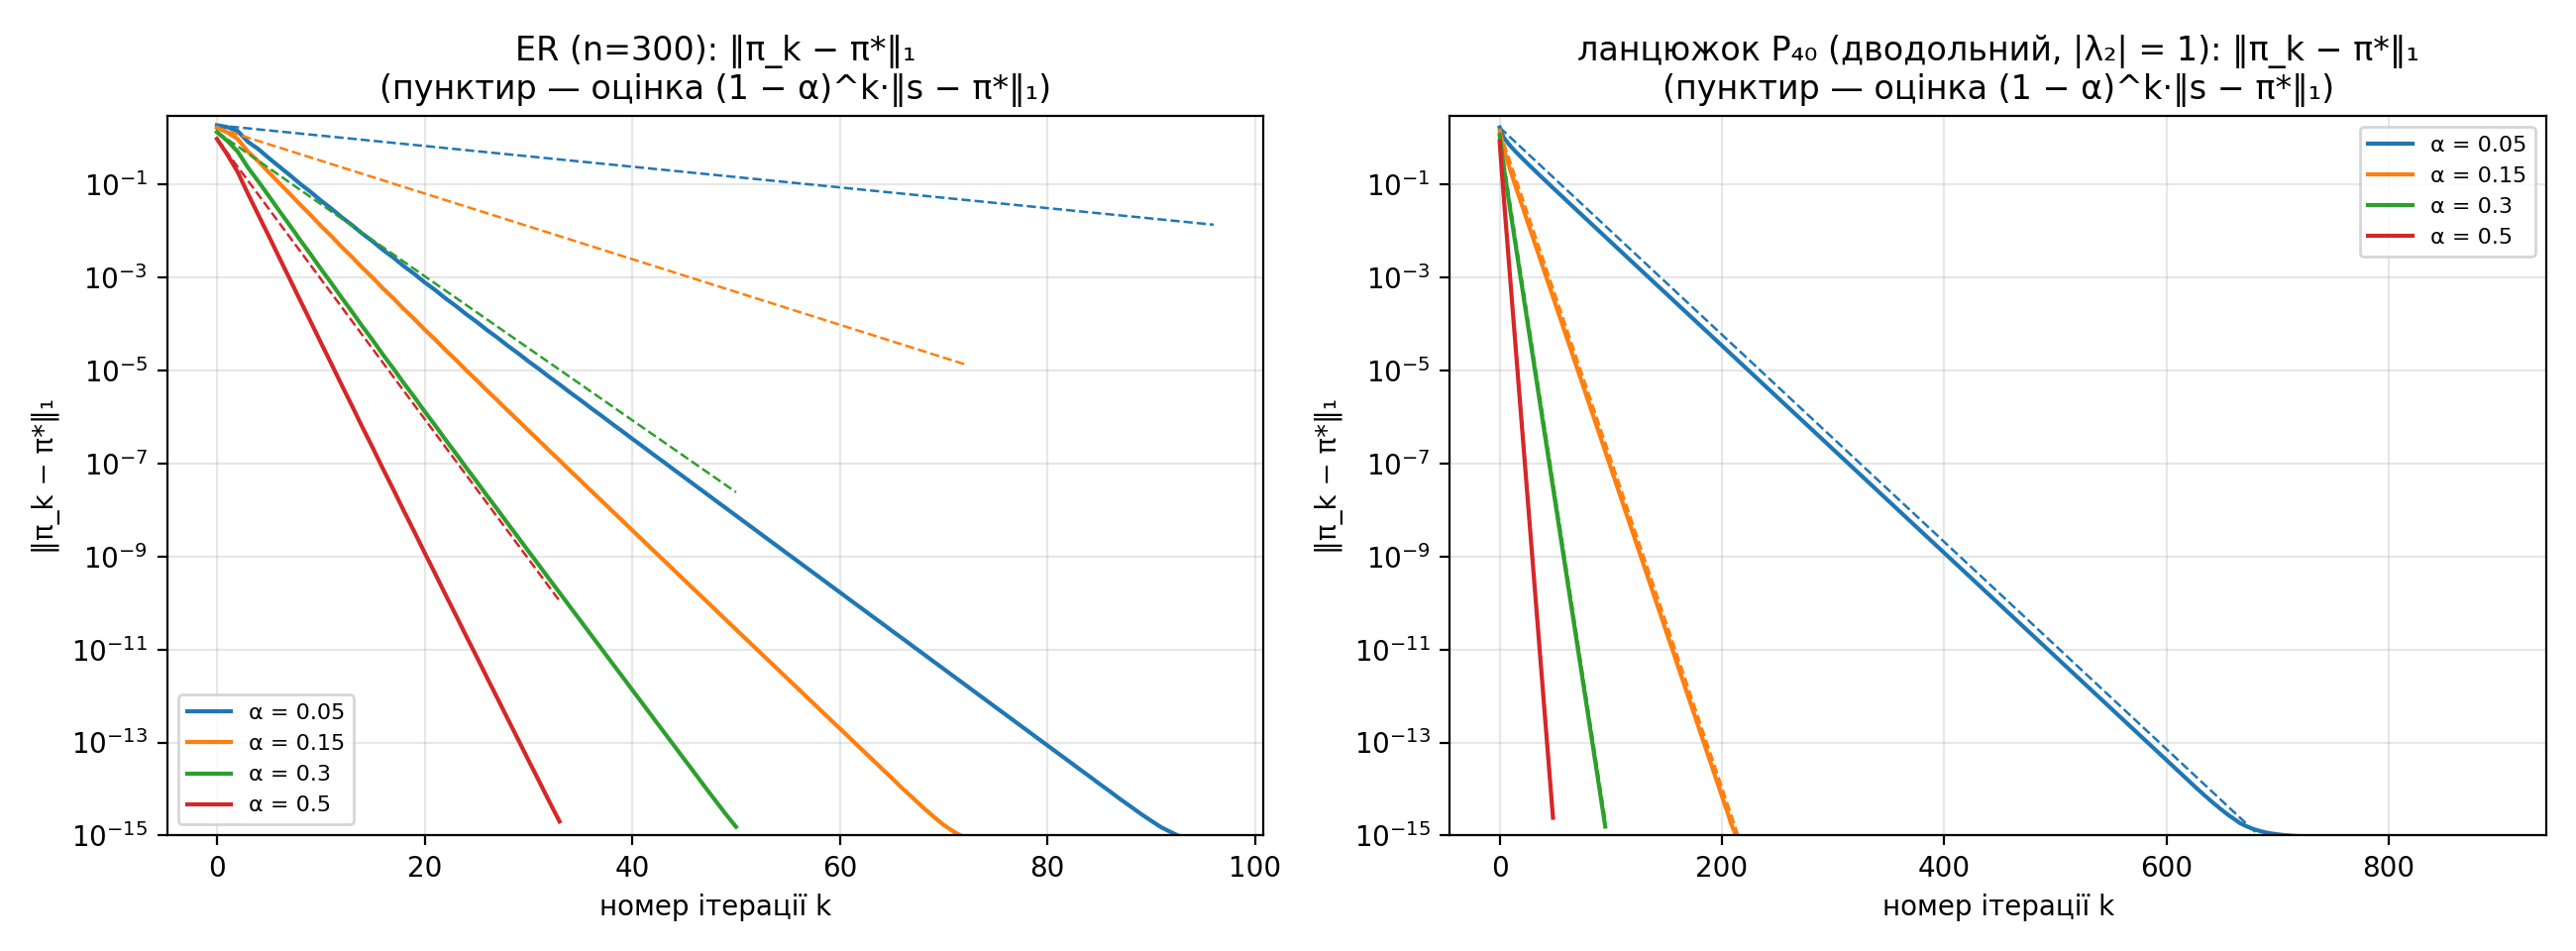 ER (n=300): ‖π_k − π*‖₁
(пунктир — оцінка (1 − α)^k·‖s − π*‖₁)
10⁻¹
10⁻³
10⁻⁵
10⁻⁷
10⁻⁹
10⁻¹¹
10⁻¹³
10⁻¹⁵
‖π_k − π*‖₁
α = 0.05
α = 0.15
α = 0.3
α = 0.5
0 20 40 60 80 100
номер ітерації k
ланцюжок P₄₀ (дводольний, |λ₂| = 1): ‖π_k − π*‖₁
(пунктир — оцінка (1 − α)^k·‖s − π*‖₁)
10⁻¹
10⁻³
10⁻⁵
10⁻⁷
10⁻⁹
10⁻¹¹
10⁻¹³
10⁻¹⁵
‖π_k − π*‖₁
α = 0.05
α = 0.15
α = 0.3
α = 0.5
0 200 400 600 800
номер ітерації k